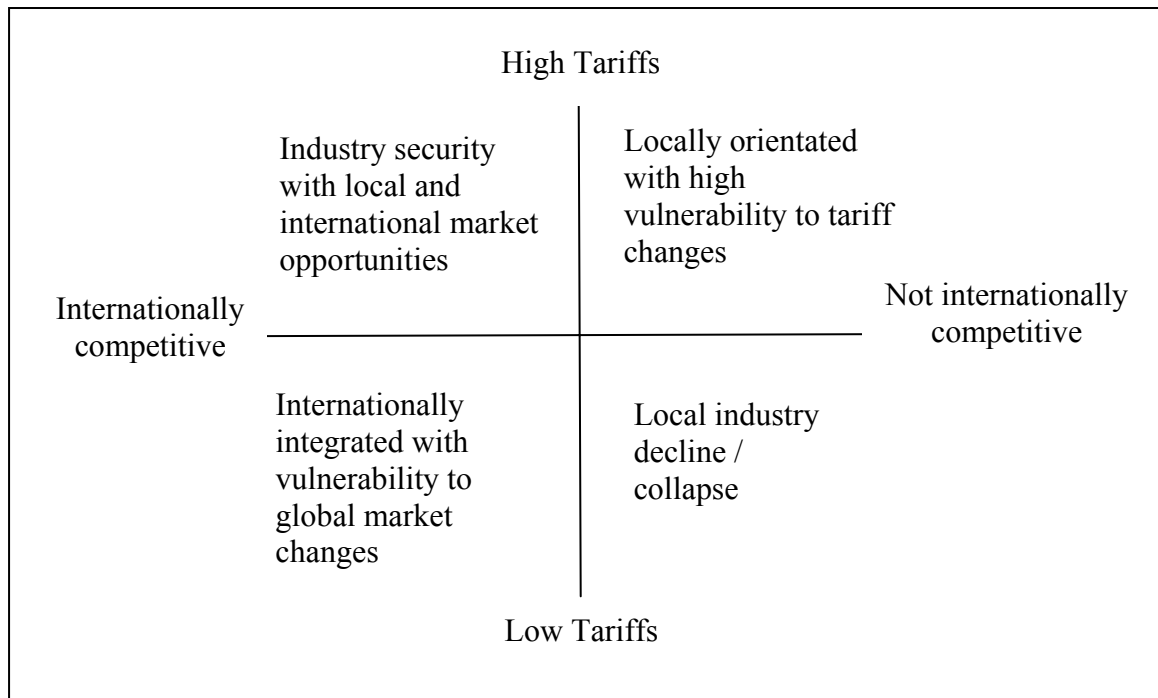 High Tariffs
Industry security
with local and
international market
opportunities
Locally orientated
with high
vulnerability to tariff
changes
Internationally
competitive
Not internationally
competitive
Internationally
integrated with
vulnerability to
global market
changes
Local industry
decline /
collapse
Low Tariffs